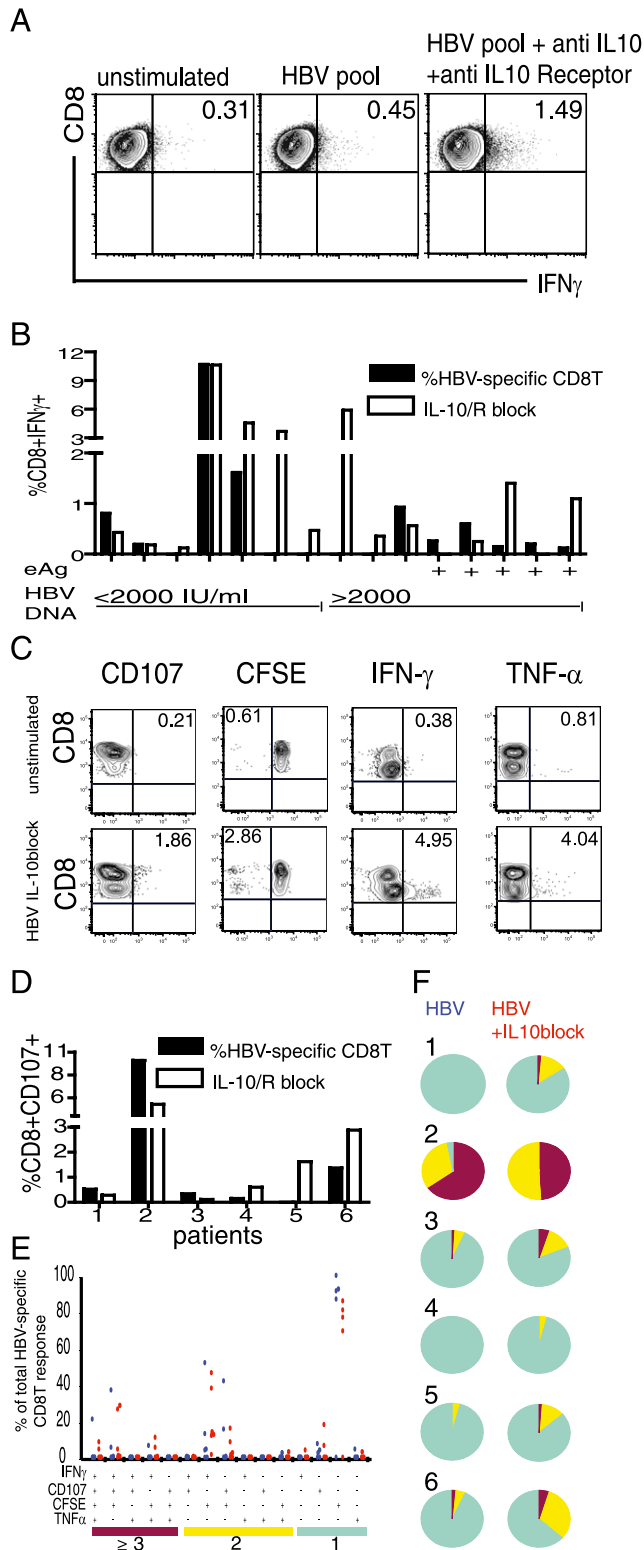 A
unstimulated
HBV pool
HBV pool + anti IL10
+anti IL10 Receptor
0.31
0.45
1.49
CD8
IFNγ
B
12
9
6
3
2
1
0
%CD8+IFNγ+
%HBV-specific CD8T
IL-10/R block
eAg
+ + + + +
HBV
DNA
<2000 IU/ml
>2000
C
CD107
CFSE
IFN-γ
TNF-α
unstimulated
CD8
0.21
0.61
0.38
0.81
HBV IL-10block
CD8
1.86
2.86
4.95
4.04
D
11
6
3
2
1
0
%CD8+CD107+
%HBV-specific CD8T
IL-10/R block
1 2 3 4 5 6
patients
E
% of total HBV-specific
CD8T response
100
80
60
40
20
0
IFNγ + + + + - + + + - - - + - - -
CD107
CFSE
TNFα
≥ 3
2
1
F
HBV
HBV
+IL10block
1
2
3
4
5
6